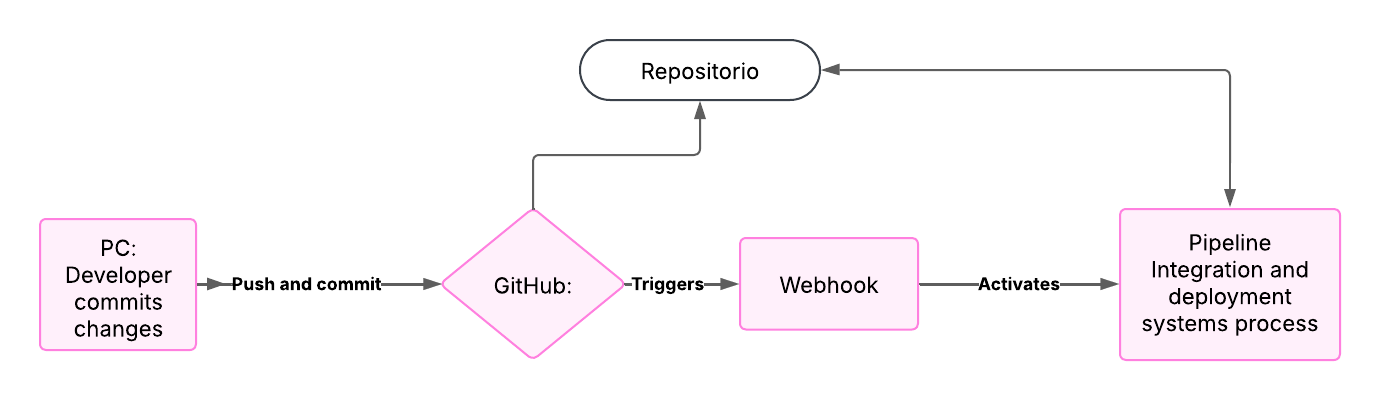 Repositorio
PC:
Developer
commits
changes
Push and commit
GitHub:
Triggers
Webhook
Activates
Pipeline
Integration and
deployment
systems process